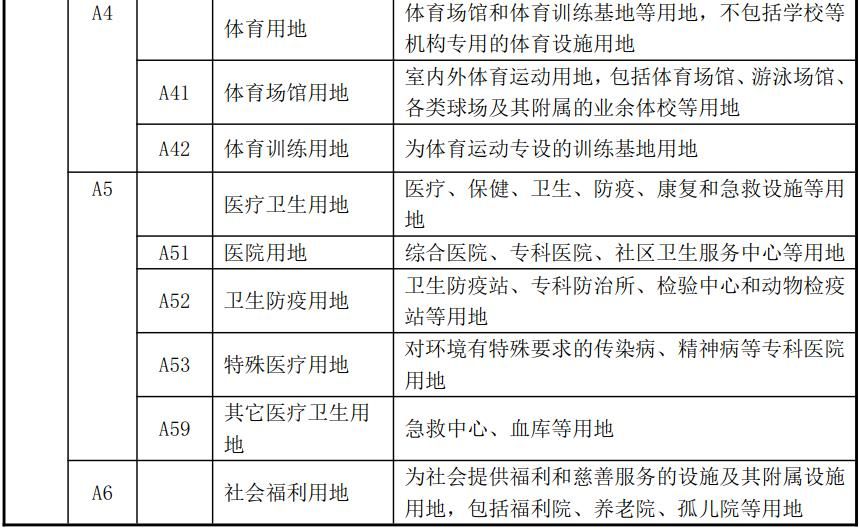 A4
体育用地
体育场馆和体育训练基地等用地，不包括学校等
机构专用的体育设施用地
A41
体育场馆用地
室内外体育运动用地，包括体育场馆、游泳场馆、
各类球场及其附属的业余体校等用地
A42
体育训练用地
为体育运动专设的训练基地用地
A5
医疗卫生用地
医疗、保健、卫生、防疫、康复和急救设施等用
地
A51
医院用地
综合医院、专科医院、社区卫生服务中心等用地
A52
卫生防疫用地
卫生防疫站、专科防治所、检验中心和动物检疫
站等用地
A53
特殊医疗用地
对环境有特殊要求的传染病、精神病等专科医院
用地
A59
其它医疗卫生用
地
急救中心、血库等用地
A6
社会福利用地
为社会提供福利和慈善服务的设施及其附属设施
用地，包括福利院、养老院、孤儿院等用地